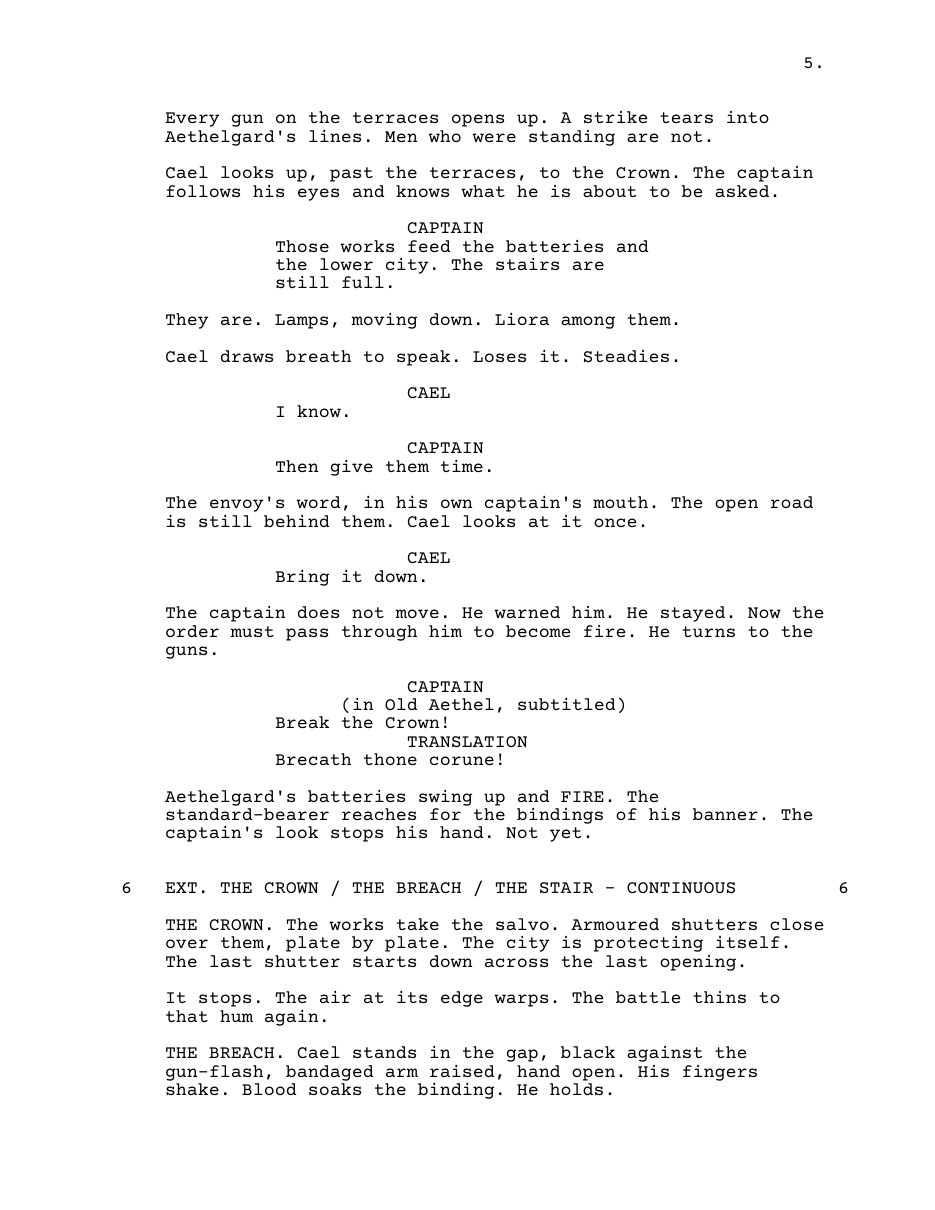 5.
Every gun on the terraces opens up. A strike tears into
Aethelgard's lines. Men who were standing are not.
Cael looks up, past the terraces, to the Crown. The captain
follows his eyes and knows what he is about to be asked.
CAPTAIN
Those works feed the batteries and
the lower city. The stairs are
still full.
They are. Lamps, moving down. Liora among them.
Cael draws breath to speak. Loses it. Steadies.
CAEL
I know.
CAPTAIN
Then give them time.
The envoy's word, in his own captain's mouth. The open road
is still behind them. Cael looks at it once.
CAEL
Bring it down.
The captain does not move. He warned him. He stayed. Now the
order must pass through him to become fire. He turns to the
guns.
CAPTAIN
(in Old Aethel, subtitled)
Break the Crown!
TRANSLATION
Brecath thone corune!
Aethelgard's batteries swing up and FIRE. The
standard-bearer reaches for the bindings of his banner. The
captain's look stops his hand. Not yet.
6 EXT. THE CROWN / THE BREACH / THE STAIR - CONTINUOUS 6
THE CROWN. The works take the salvo. Armoured shutters close
over them, plate by plate. The city is protecting itself.
The last shutter starts down across the last opening.
It stops. The air at its edge warps. The battle thins to
that hum again.
THE BREACH. Cael stands in the gap, black against the
gun-flash, bandaged arm raised, hand open. His fingers
shake. Blood soaks the binding. He holds.